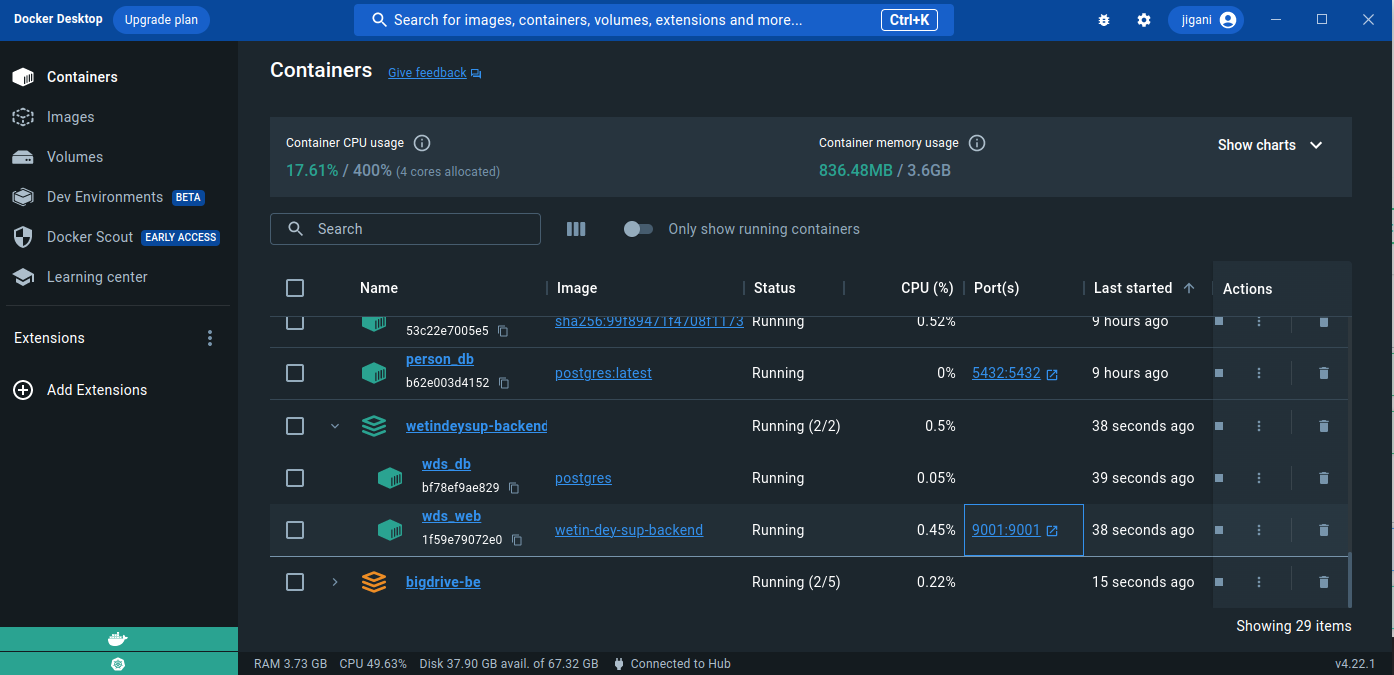 Docker Desktop Upgrade plan Search for images, containers, volumes, extensions and more... Ctrl+K jigani
Containers
Images
Volumes
Dev Environments BETA
Docker Scout EARLY ACCESS
Learning center
Extensions
Add Extensions
Containers Give feedback
Container CPU usage
17.61% / 400% (4 cores allocated)
Container memory usage
836.48MB / 3.6GB
Show charts
Search Only show running containers
Name Image Status CPU (%) Port(s) Last started Actions
53c22e7005e5 sha256:99f89471f4708f1173 Running 0.52% 9 hours ago
person_db
b62e003d4152 postgres:latest Running 0% 5432:5432 9 hours ago
wetindeysup-backend Running (2/2) 0.5% 38 seconds ago
wds_db
bf78ef9ae829 postgres Running 0.05% 39 seconds ago
wds_web
1f59e79072e0 wetin-dey-sup-backend Running 0.45% 9001:9001 38 seconds ago
bigdrive-be Running (2/5) 0.22% 15 seconds ago
Showing 29 items
RAM 3.73 GB CPU 49.63% Disk 37.90 GB avail. of 67.32 GB Connected to Hub v4.22.1